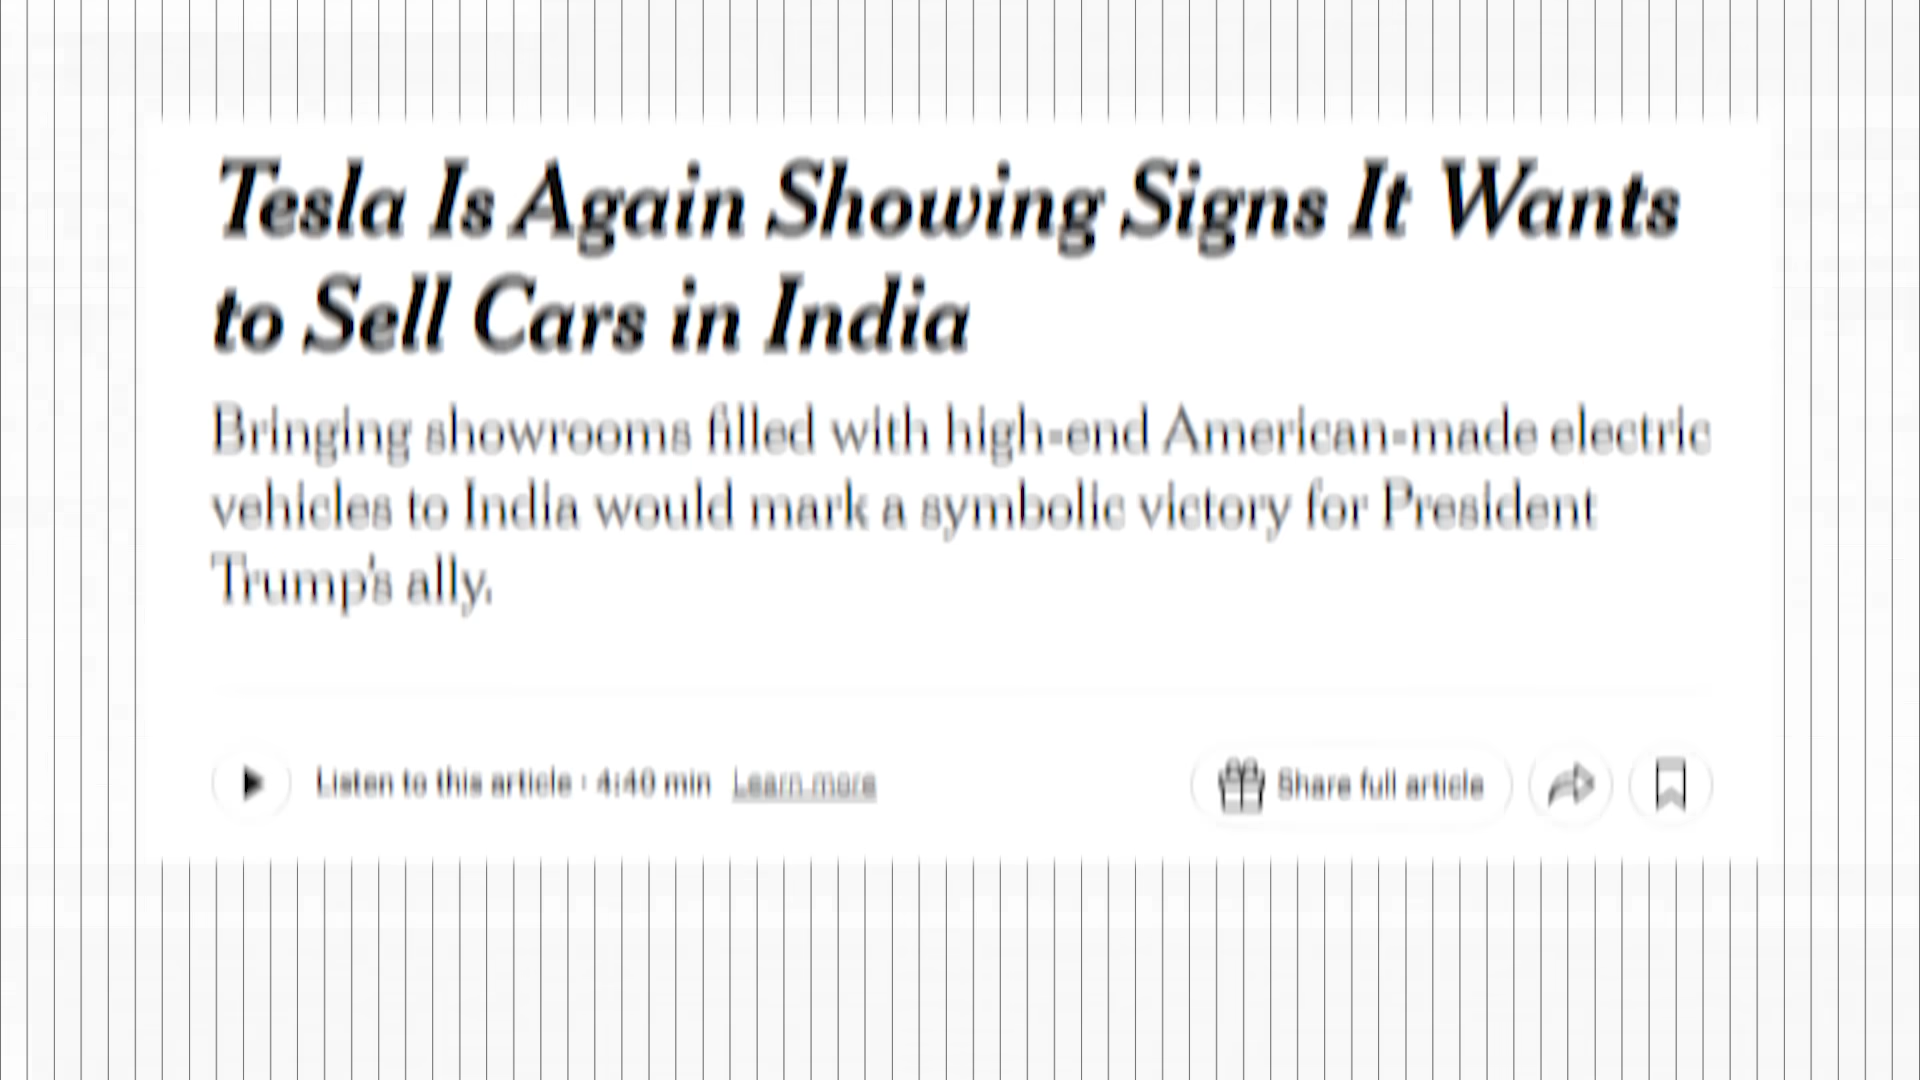 Tesla Is Again Showing Signs It Wants
to Sell Cars in India
Bringing showrooms filled with high-end American-made electric
vehicles to India would mark a symbolic victory for President
Trump's ally.
Listen to this article · 4:40 min Learn more
Share full article